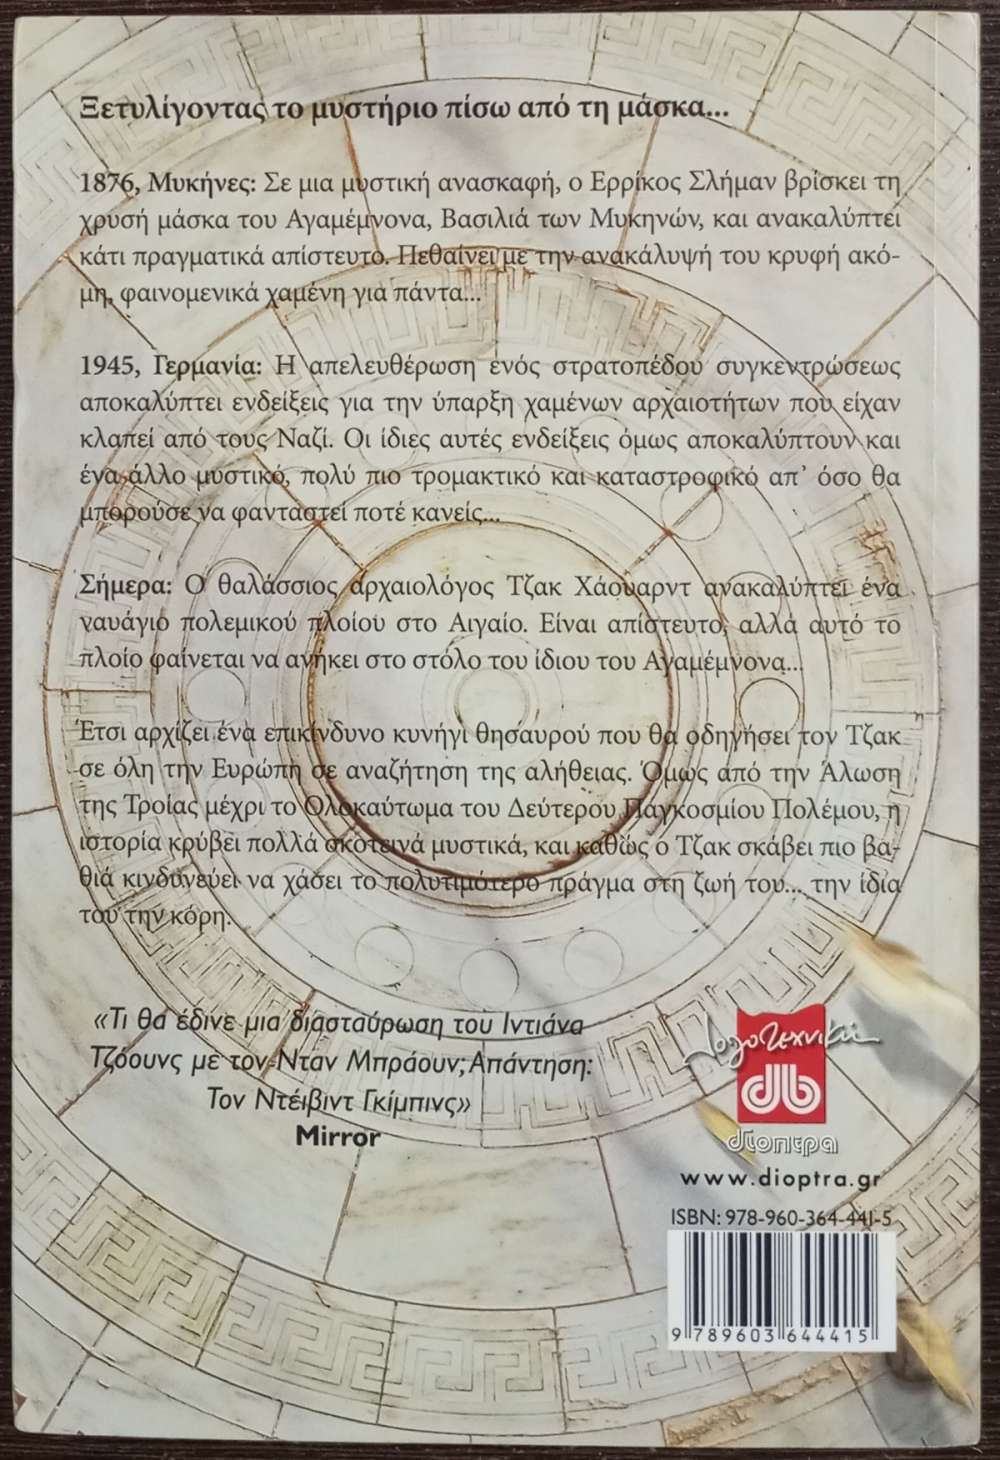 Ξετυλίγοντας το μυστήριο πίσω από τη μάσκα...
1876, Μυκήνες: Σε μια μυστική ανασκαφή, ο Ερρίκος Σλήμαν βρίσκει τη
χρυσή μάσκα του Αγαμέμνονα, Βασιλιά των Μυκηνών, και ανακαλύπτει
κάτι πραγματικά απίστευτο. Πεθαίνει με την ανακάλυψή του κρυφή ακό-
μη, φαινομενικά χαμένη για πάντα...
1945, Γερμανία: Η απελευθέρωση ενός στρατοπέδου συγκεντρώσεως
αποκαλύπτει ενδείξεις για την ύπαρξη χαμένων αρχαιοτήτων που είχαν
κλαπεί από τους Ναζί. Οι ίδιες αυτές ενδείξεις όμως αποκαλύπτουν και
ένα άλλο μυστικό, πολύ πιο τρομακτικό και καταστροφικό απ’ όσο θα
μπορούσε να φανταστεί ποτέ κανείς...
Σήμερα: Ο θαλάσσιος αρχαιολόγος Τζακ Χάουαρντ ανακαλύπτει ένα
ναυάγιο πολεμικού πλοίου στο Αιγαίο. Είναι απίστευτο, αλλά αυτό το
πλοίο φαίνεται να ανήκει στο στόλο του ίδιου του Αγαμέμνονα...
Έτσι αρχίζει ένα επικίνδυνο κυνήγι θησαυρού που θα οδηγήσει τον Τζακ
σε όλη την Ευρώπη σε αναζήτηση της αλήθειας. Όμως από την Άλωση
της Τροίας μέχρι το Ολοκαύτωμα του Δεύτερου Παγκοσμίου Πολέμου, η
ιστορία κρύβει πολλά σκοτεινά μυστικά, και καθώς ο Τζακ σκάβει πιο βα-
θιά κινδυνεύει να χάσει το πολυτιμότερο πράγμα στη ζωή του... την ίδια
του την κόρη.
«Τι θα έδινε μια διασταύρωση του Ιντιάνα
Τζόουνς με τον Νταν Μπράουν; Απάντηση:
Τον Ντέιβιντ Γκίμπινς»
Mirror
Λογοτεχνική
db
διοπτρα
www.dioptra.gr
ISBN: 978-960-364-441-5
9 789603 644415